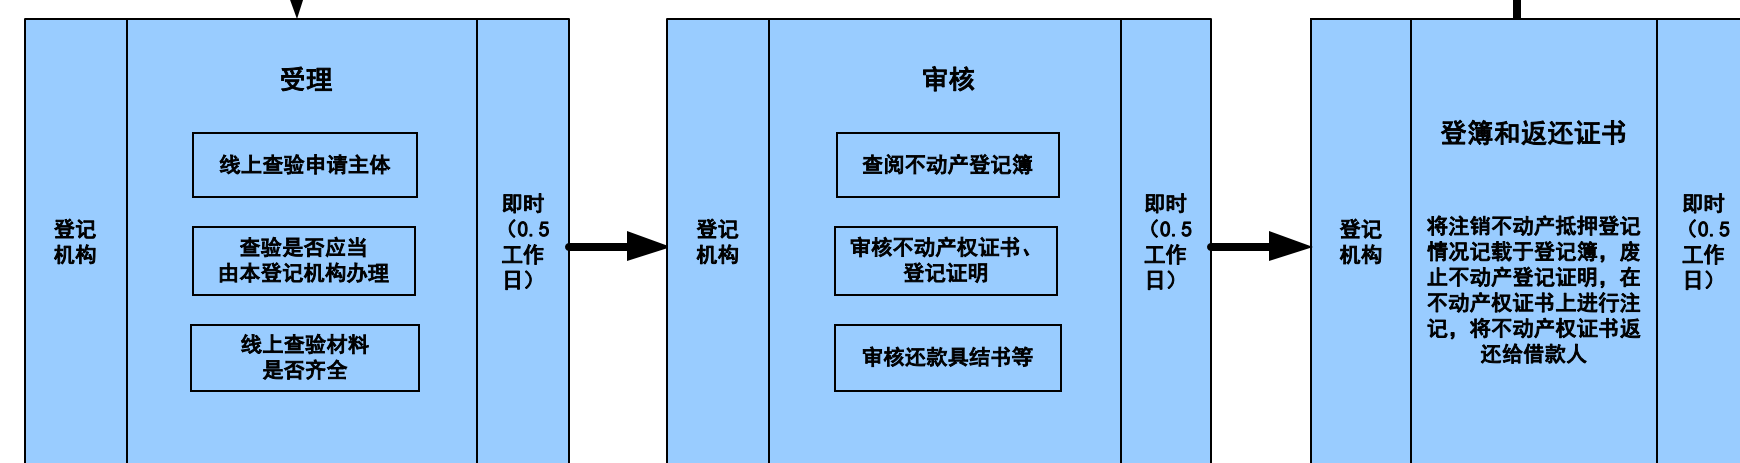 登记
机构
受理
线上查验申请主体
查验是否应当
由本登记机构办理
线上查验材料
是否齐全
即时
（0.5
工作
日）
登记
机构
审核
查阅不动产登记簿
审核不动产权证书、
登记证明
审核还款具结书等
即时
（0.5
工作
日）
登记
机构
登簿和返还证书
将注销不动产抵押登记
情况记载于登记簿，废
止不动产登记证明，在
不动产权证书上进行注
记，将不动产权证书返
还给借款人
即时
（0.5
工作
日）